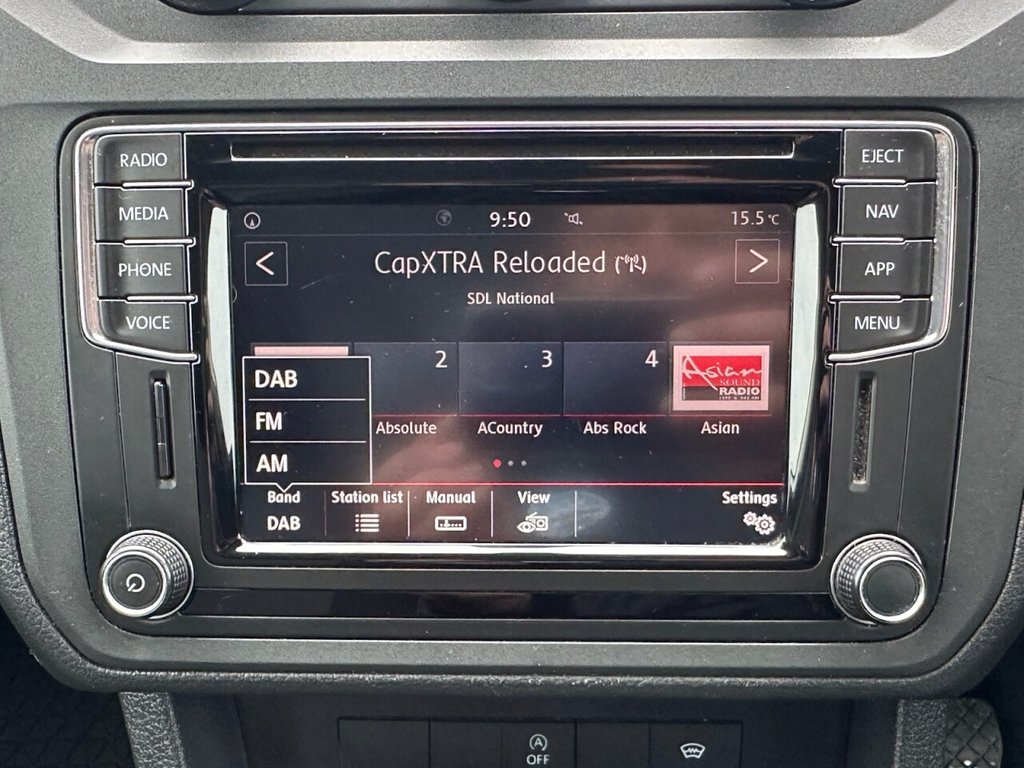 RADIO
MEDIA
PHONE
VOICE
EJECT
NAV
APP
MENU
9:50
15.5 °C
< CapXTRA Reloaded >
SDL National
2 3 4
Asian
SOUND
RADIO
Absolute ACountry Abs Rock Asian
DAB
FM
AM
Band Station list Manual View Settings
DAB
A
OFF